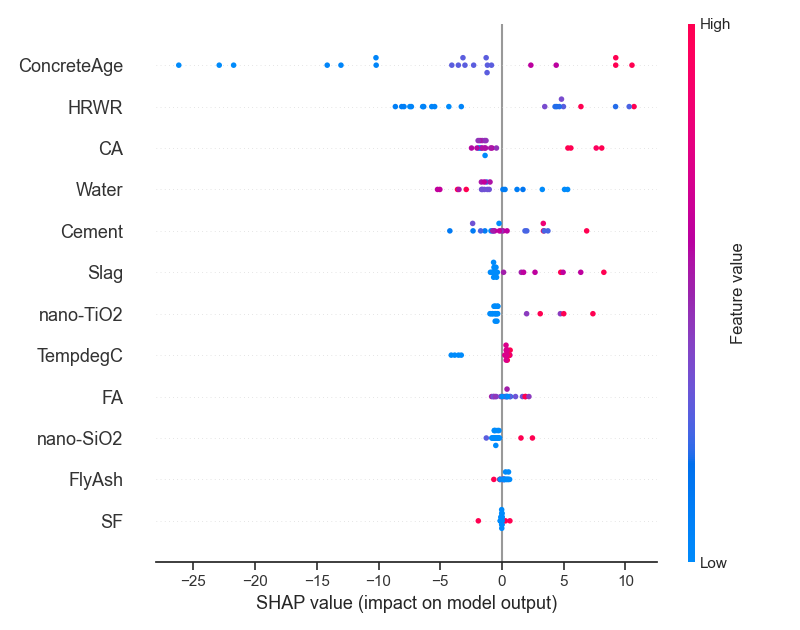 High
ConcreteAge
HRWR
CA
Water
Cement
Slag
nano-TiO2
TempdegC
FA
nano-SiO2
FlyAsh
SF
Feature value
Low
−25 −20 −15 −10 −5 0 5 10
SHAP value (impact on model output)